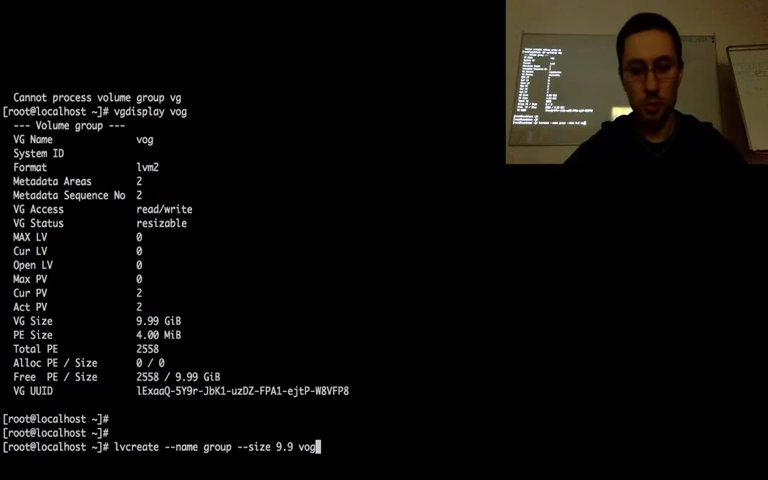 Cannot process volume group vg
[root@localhost ~]# vgdisplay vog
--- Volume group ---
VG Name vog
System ID
Format lvm2
Metadata Areas 2
Metadata Sequence No 2
VG Access read/write
VG Status resizable
MAX LV 0
Cur LV 0
Open LV 0
Max PV 0
Cur PV 2
Act PV 2
VG Size 9.99 GiB
PE Size 4.00 MiB
Total PE 2558
Alloc PE / Size 0 / 0
Free PE / Size 2558 / 9.99 GiB
VG UUID lExaaQ-5Y9r-JbK1-uzDZ-FPA1-ejtP-W8VFP8
[root@localhost ~]#
[root@localhost ~]#
[root@localhost ~]# lvcreate --name group --size 9.9 vog